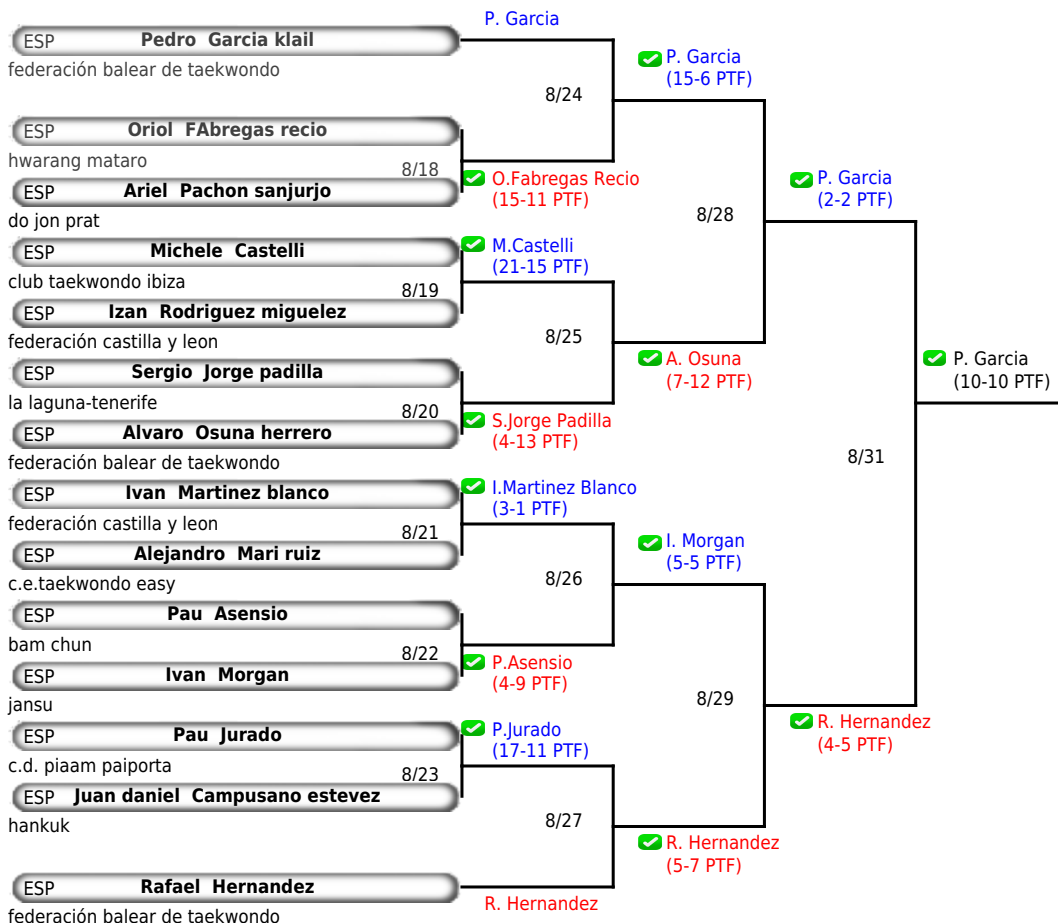 P. Garcia
ESP Pedro Garcia klail
federación balear de taekwondo
8/24
P. Garcia
(15-6 PTF)
ESP Oriol FAbregas recio
hwarang mataro
8/18
ESP Ariel Pachon sanjurjo
do jon prat
O.Fabregas Recio
(15-11 PTF)
8/28
P. Garcia
(2-2 PTF)
ESP Michele Castelli
club taekwondo ibiza
8/19
M.Castelli
(21-15 PTF)
ESP Izan Rodriguez miguelez
federación castilla y leon
8/25
A. Osuna
(7-12 PTF)
ESP Sergio Jorge padilla
la laguna-tenerife
8/20
ESP Alvaro Osuna herrero
federación balear de taekwondo
S.Jorge Padilla
(4-13 PTF)
P. Garcia
(10-10 PTF)
8/31
ESP Ivan Martinez blanco
federación castilla y leon
8/21
I.Martinez Blanco
(3-1 PTF)
ESP Alejandro Mari ruiz
c.e.taekwondo easy
8/26
I. Morgan
(5-5 PTF)
ESP Pau Asensio
bam chun
8/22
ESP Ivan Morgan
jansu
P.Asensio
(4-9 PTF)
8/29
R. Hernandez
(4-5 PTF)
ESP Pau Jurado
c.d. piaam paiporta
8/23
P.Jurado
(17-11 PTF)
ESP Juan daniel Campusano estevez
hankuk
8/27
R. Hernandez
(5-7 PTF)
ESP Rafael Hernandez
federación balear de taekwondo
R. Hernandez